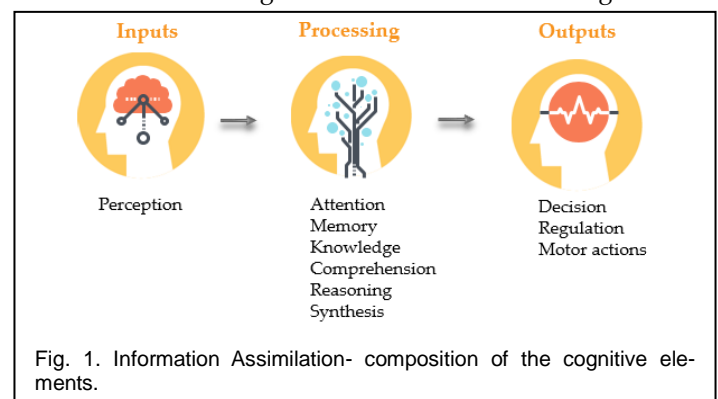 Inputs
Processing
Outputs
Perception
Attention
Memory
Knowledge
Comprehension
Reasoning
Synthesis
Decision
Regulation
Motor actions
Fig. 1. Information Assimilation- composition of the cognitive ele-
ments.